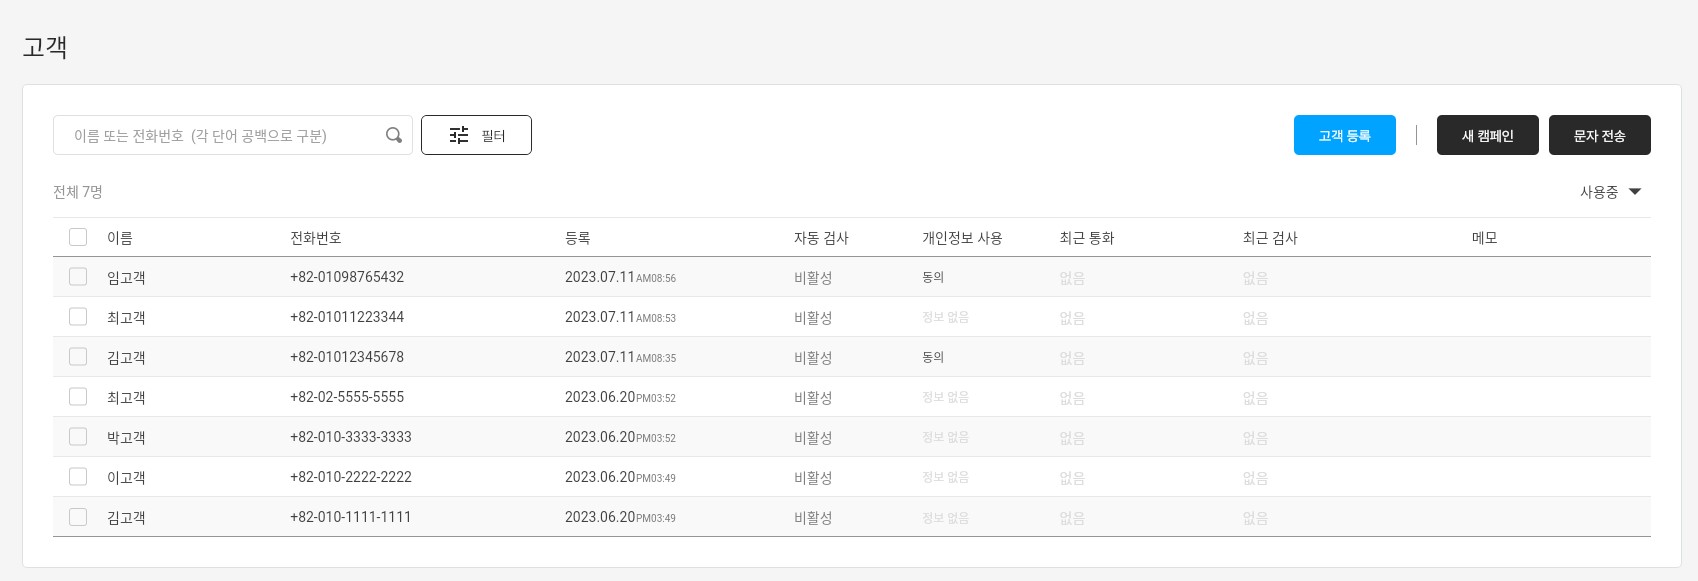 고객
이름 또는 전화번호 (각 단어 공백으로 구분) 필터 고객 등록 새 캠페인 문자 전송
전체 7명 사용중
이름 전화번호 등록 자동 검사 개인정보 사용 최근 통화 최근 검사 메모
임고객 +82-01098765432 2023.07.11AM08:56 비활성 동의 없음 없음
최고객 +82-01011223344 2023.07.11AM08:53 비활성 정보 없음 없음 없음
김고객 +82-01012345678 2023.07.11AM08:35 비활성 동의 없음 없음
최고객 +82-02-5555-5555 2023.06.20PM03:52 비활성 정보 없음 없음 없음
박고객 +82-010-3333-3333 2023.06.20PM03:52 비활성 정보 없음 없음 없음
이고객 +82-010-2222-2222 2023.06.20PM03:49 비활성 정보 없음 없음 없음
김고객 +82-010-1111-1111 2023.06.20PM03:49 비활성 정보 없음 없음 없음